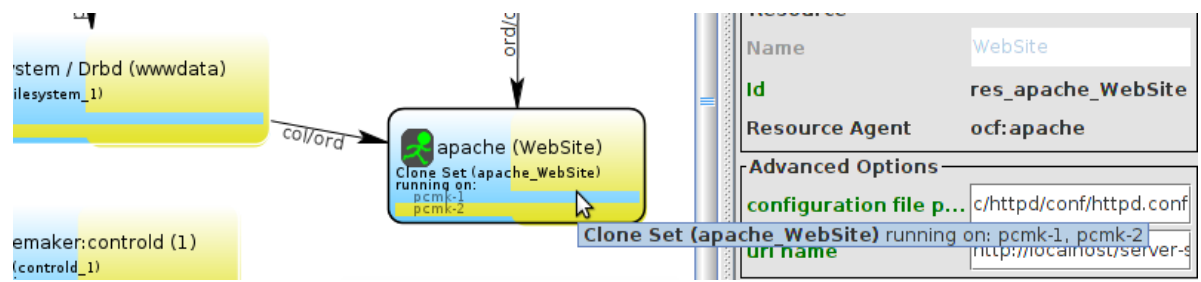 ord/c
stem / Drbd (wwwdata)
ilesystem_1)
col/ord
apache (WebSite)
Clone Set (apache_WebSite)
running on:
pcmk-1
pcmk-2
emaker:controld (1)
(controld_1)
Resource
Name WebSite
Id res_apache_WebSite
Resource Agent ocf:apache
Advanced Options
configuration file p... c/httpd/conf/httpd.conf
Clone Set (apache_WebSite) running on: pcmk-1, pcmk-2
url name http://localhost/server-s